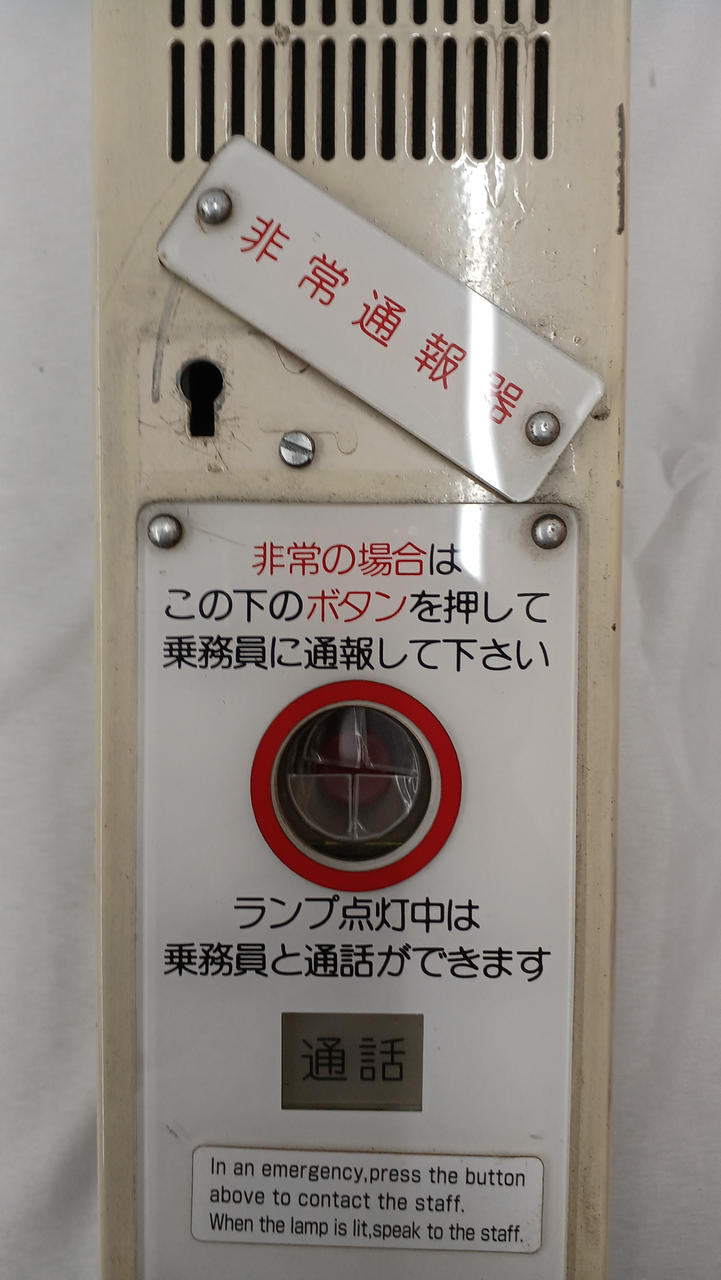 非常通報器
非常の場合は
この下のボタンを押して
乗務員に通報して下さい
ランプ点灯中は
乗務員と通話ができます
通話
In an emergency,press the button
above to contact the staff.
When the lamp is lit,speak to the staff.